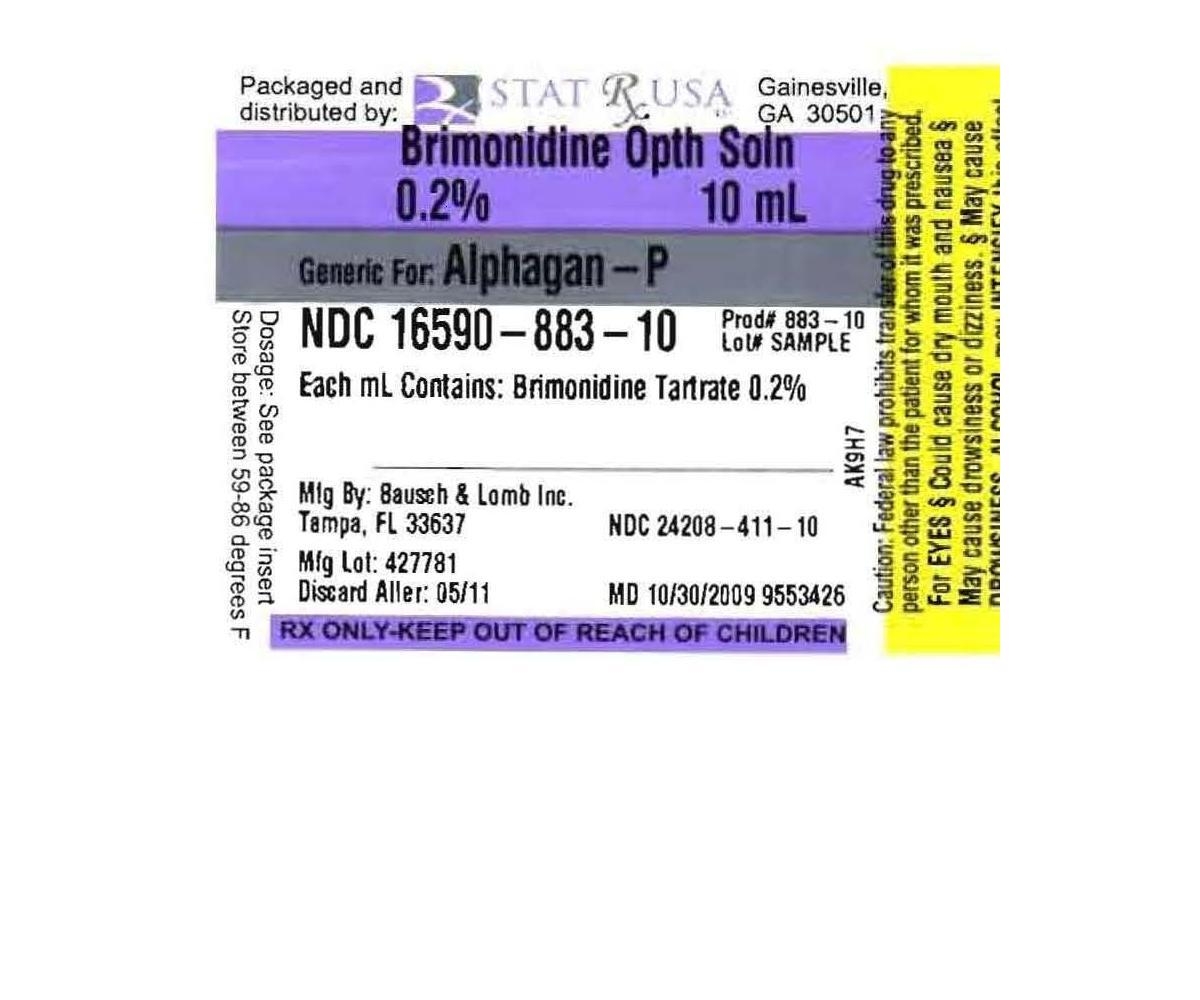 Packaged and
distributed by:
STAT Rx USA
Gainesville,
GA 30501
Brimonidine Opth Soln
0.2% 10 mL
Generic For: Alphagan – P
NDC 16590 – 883 – 10
Prod# 883 – 10
Lot# SAMPLE
Each mL Contains: Brimonidine Tartrate 0.2%
AK9H7
Mfg By: Bausch & Lomb Inc.
Tampa, FL 33637
NDC 24208 – 411 – 10
Mfg Lot: 427781
Discard After: 05/11
MD 10/30/2009 9553426
RX ONLY-KEEP OUT OF REACH OF CHILDREN
Dosage: See package insert
Store between 59-86 degrees F
Caution: Federal law prohibits transfer of this drug to any
person other than the patient for whom it was prescribed.
For EYES § Could cause dry mouth and nausea §
May cause drowsiness or dizziness. § May cause